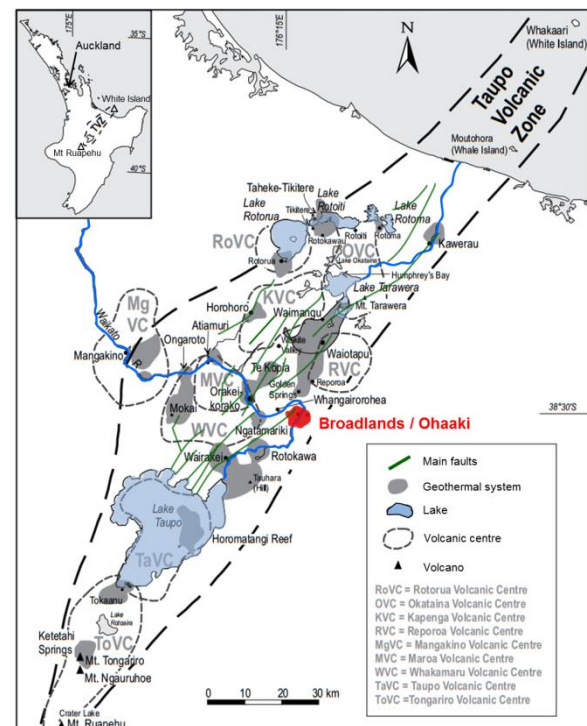 175°E
Auckland
35°S
White Island
TVZ
Mt Ruapehu
40°S
176°15'E
N
Whakaari
(White Island)
Taupo
Volcanic
Zone
Moutohora
(Whale Island)
Taheke-Tikitere
Lake
Rotoiti
Lake
Rotorua
Tikitere
Lake
Rotoma
Rotokawau
Rotoiti
Rotoma
RoVC
OVC
Lake Okataina
Kawerau
Rotorua
Humphrey's Bay
Lake Tarawera
Mt. Tarawera
KVC
Horohoro
Waimangu
Mg
VC
Waikato
R.
Atiamuri
Ongaroto
Mangakino
Waikite
Valley
Waiotapu
RVC
MVC
Te Kopia
Golden
Springs
Reporoa
Orakei
korako
Whangairorohea
38°30'S
Mokai
Broadlands / Ohaaki
Ngatamariki
WVC
Wairakei
Rotokawa
Tauhara
(Hill)
Lake
Taupo
Horomatangi Reef
TaVC
Tokaanu
Lake
Rotoaira
Ketetahi
Springs
ToVC
Mt. Tongariro
Mt. Ngauruhoe
Crater Lake
Mt. Ruapehu
0 10 20 30 km
Main faults
Geothermal system
Lake
Volcanic centre
Volcano
RoVC = Rotorua Volcanic Centre
OVC = Okataina Volcanic Centre
KVC = Kapenga Volcanic Centre
RVC = Reporoa Volcanic Centre
MgVC = Mangakino Volcanic Centre
MVC = Maroa Volcanic Centre
WVC = Whakamaru Volcanic Centre
TaVC = Taupo Volcanic Centre
ToVC =Tongariro Volcanic Centre